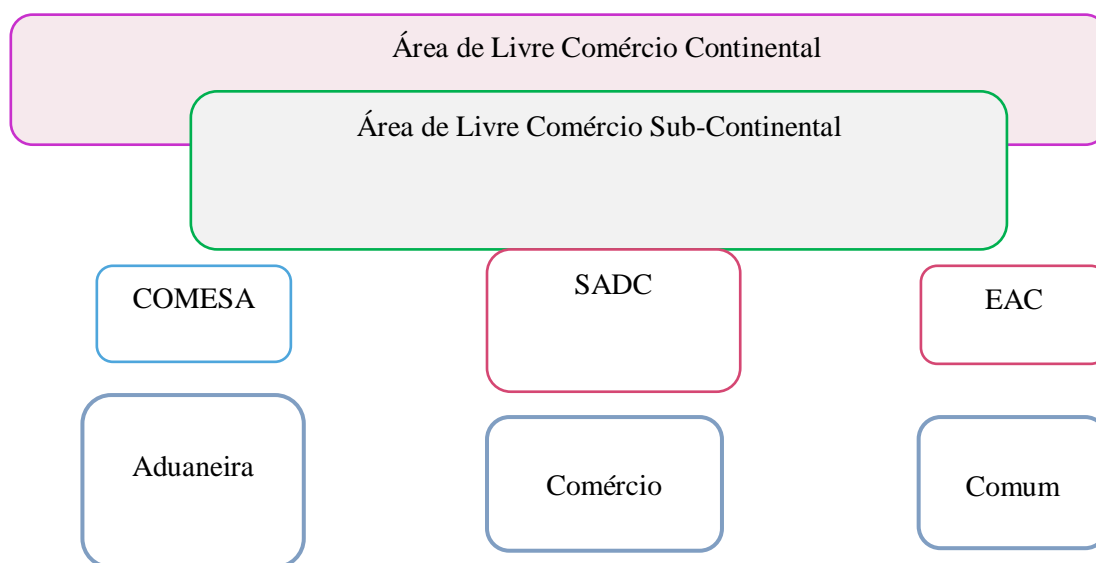 Área de Livre Comércio Continental
Área de Livre Comércio Sub-Continental
COMESA
SADC
EAC
Aduaneira
Comércio
Comum